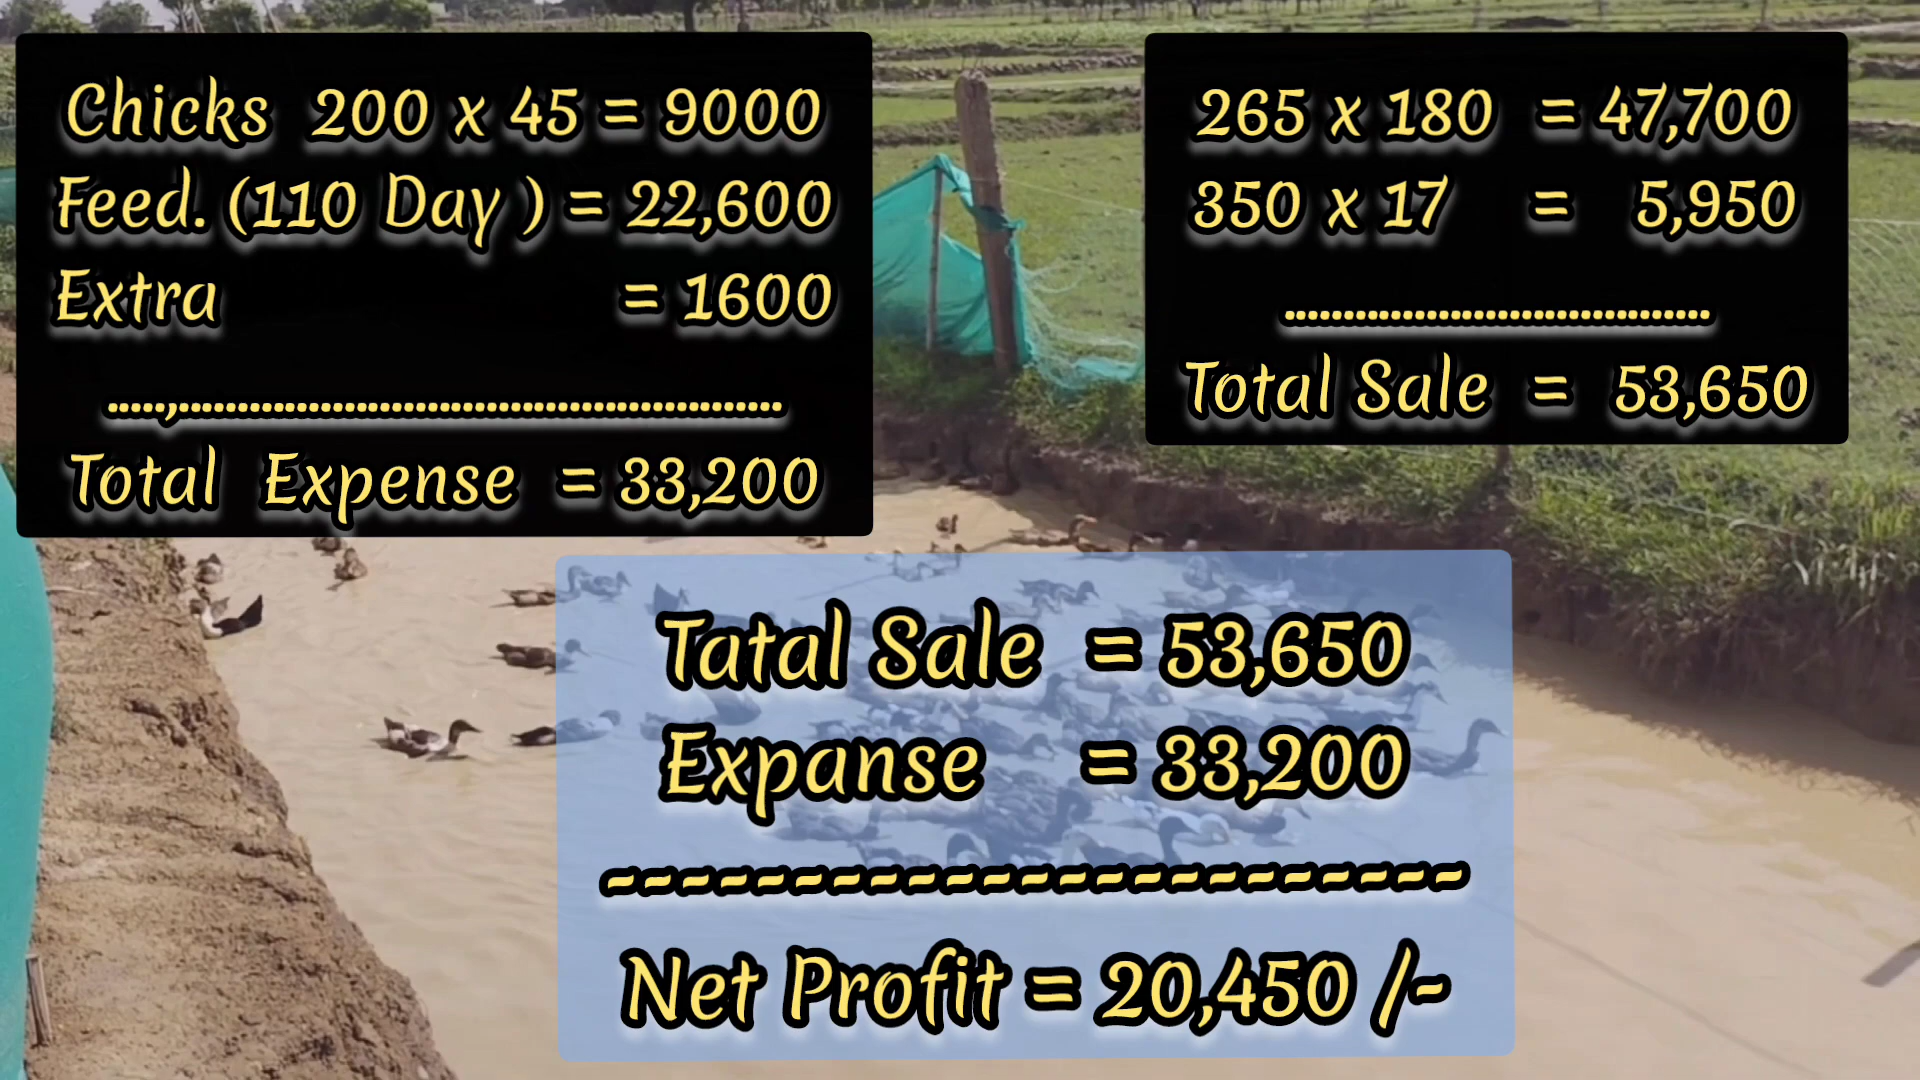 Chicks 200 x 45 = 9000
Feed. (110 Day ) = 22,600
Extra = 1600
.....,..................................................
Total Expense = 33,200
265 x 180 = 47,700
350 x 17 = 5,950
....................................
Total Sale = 53,650
Tatal Sale = 53,650
Expanse = 33,200
-----------------------
Net Profit = 20,450 /-